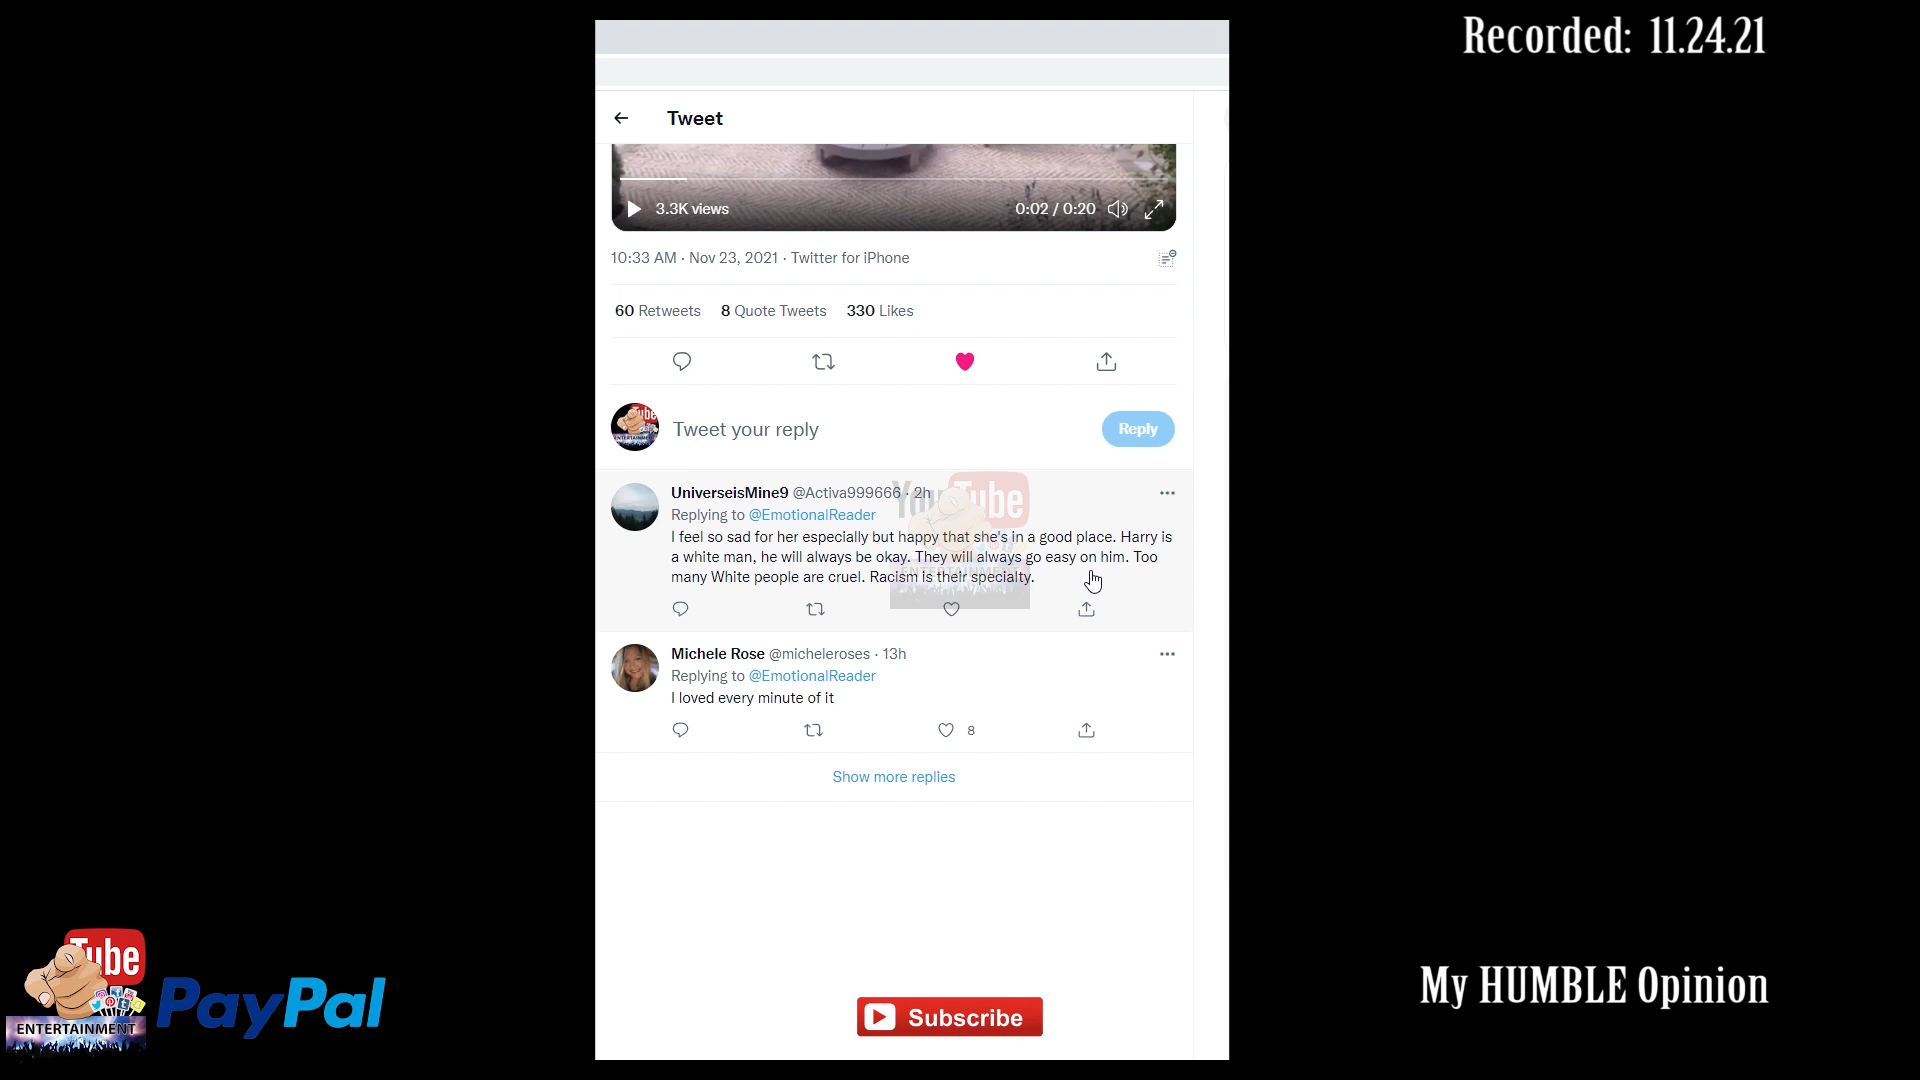 Recorded: 11.24.21
Tweet
3.3K views
0:02 / 0:20
10:33 AM · Nov 23, 2021 · Twitter for iPhone
60 Retweets 8 Quote Tweets 330 Likes
Tweet your reply
Reply
UniverseisMine9 @Activa999666 · 2h
Replying to @EmotionalReader
I feel so sad for her especially but happy that she's in a good place. Harry is
a white man, he will always be okay. They will always go easy on him. Too
many White people are cruel. Racism is their specialty.
YouTube
ENTERTAINMENT
Michele Rose @micheleroses · 13h
Replying to @EmotionalReader
I loved every minute of it
8
Show more replies
Tube
ENTERTAINMENT
PayPal
Subscribe
My HUMBLE Opinion